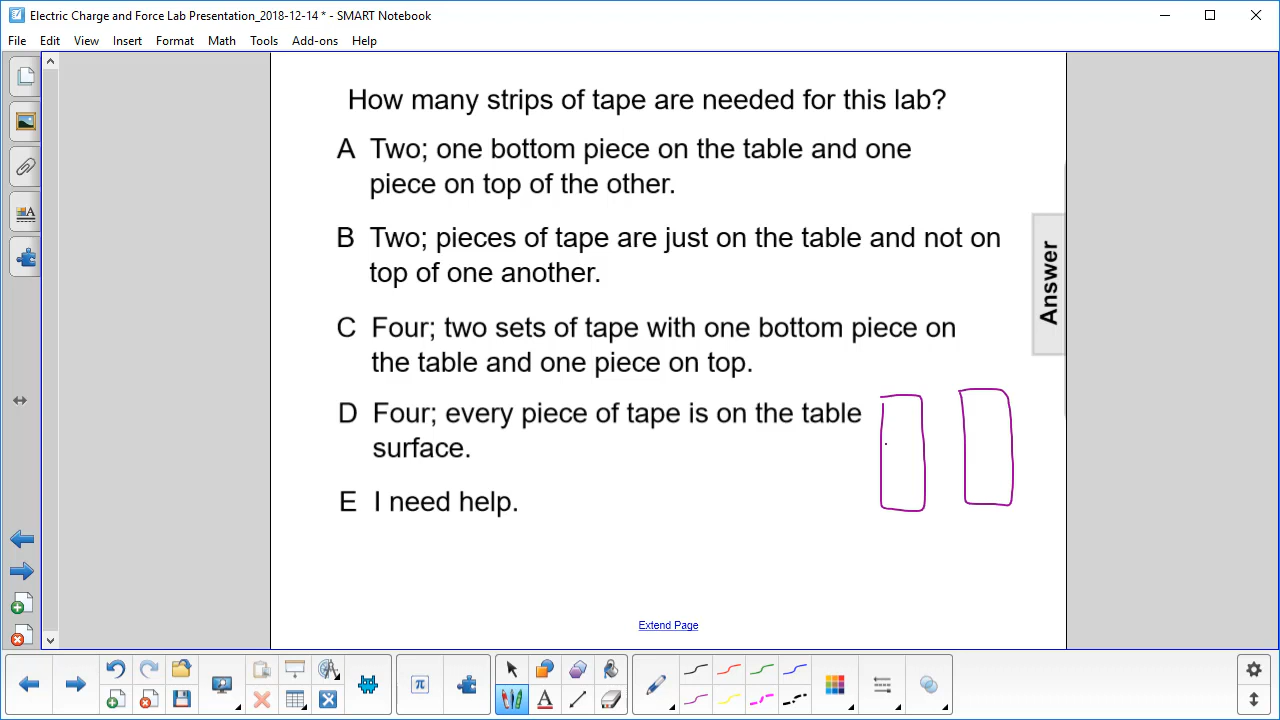 Electric Charge and Force Lab Presentation_2018-12-14 * - SMART Notebook
File Edit View Insert Format Math Tools Add-ons Help
How many strips of tape are needed for this lab?
A Two; one bottom piece on the table and one
piece on top of the other.
B Two; pieces of tape are just on the table and not on
top of one another.
C Four; two sets of tape with one bottom piece on
the table and one piece on top.
D Four; every piece of tape is on the table
surface.
E I need help.
Answer
Extend Page